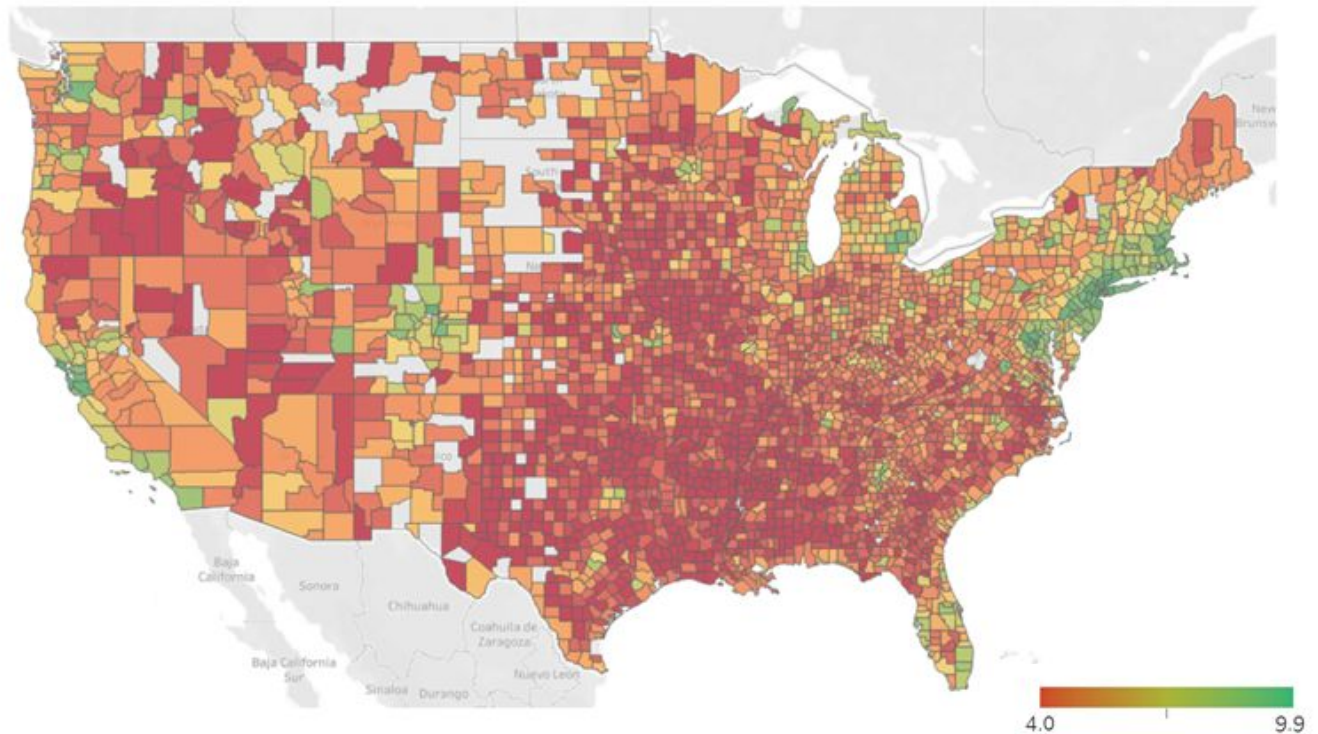 New
Brunsw
South
Baja
California
Sonora
Chihuahua
Coahuila de
Zaragoza
Baja California
Sur
Nuevo León
Sinaloa
Durango
4.0
9.9